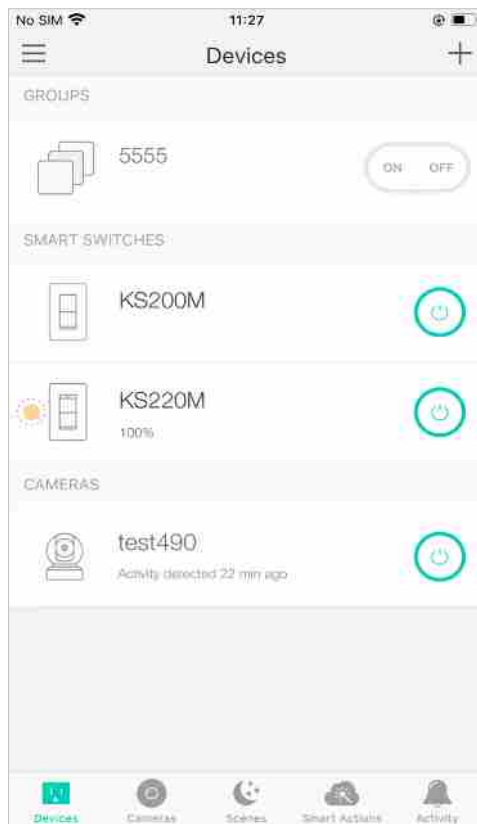 No SIM 11:27
Devices
GROUPS
5555
ON OFF
SMART SWITCHES
KS200M
KS220M
100%
CAMERAS
test490
Activity detected 22 min ago
Devices Cameras Scenes Smart Actions Activity